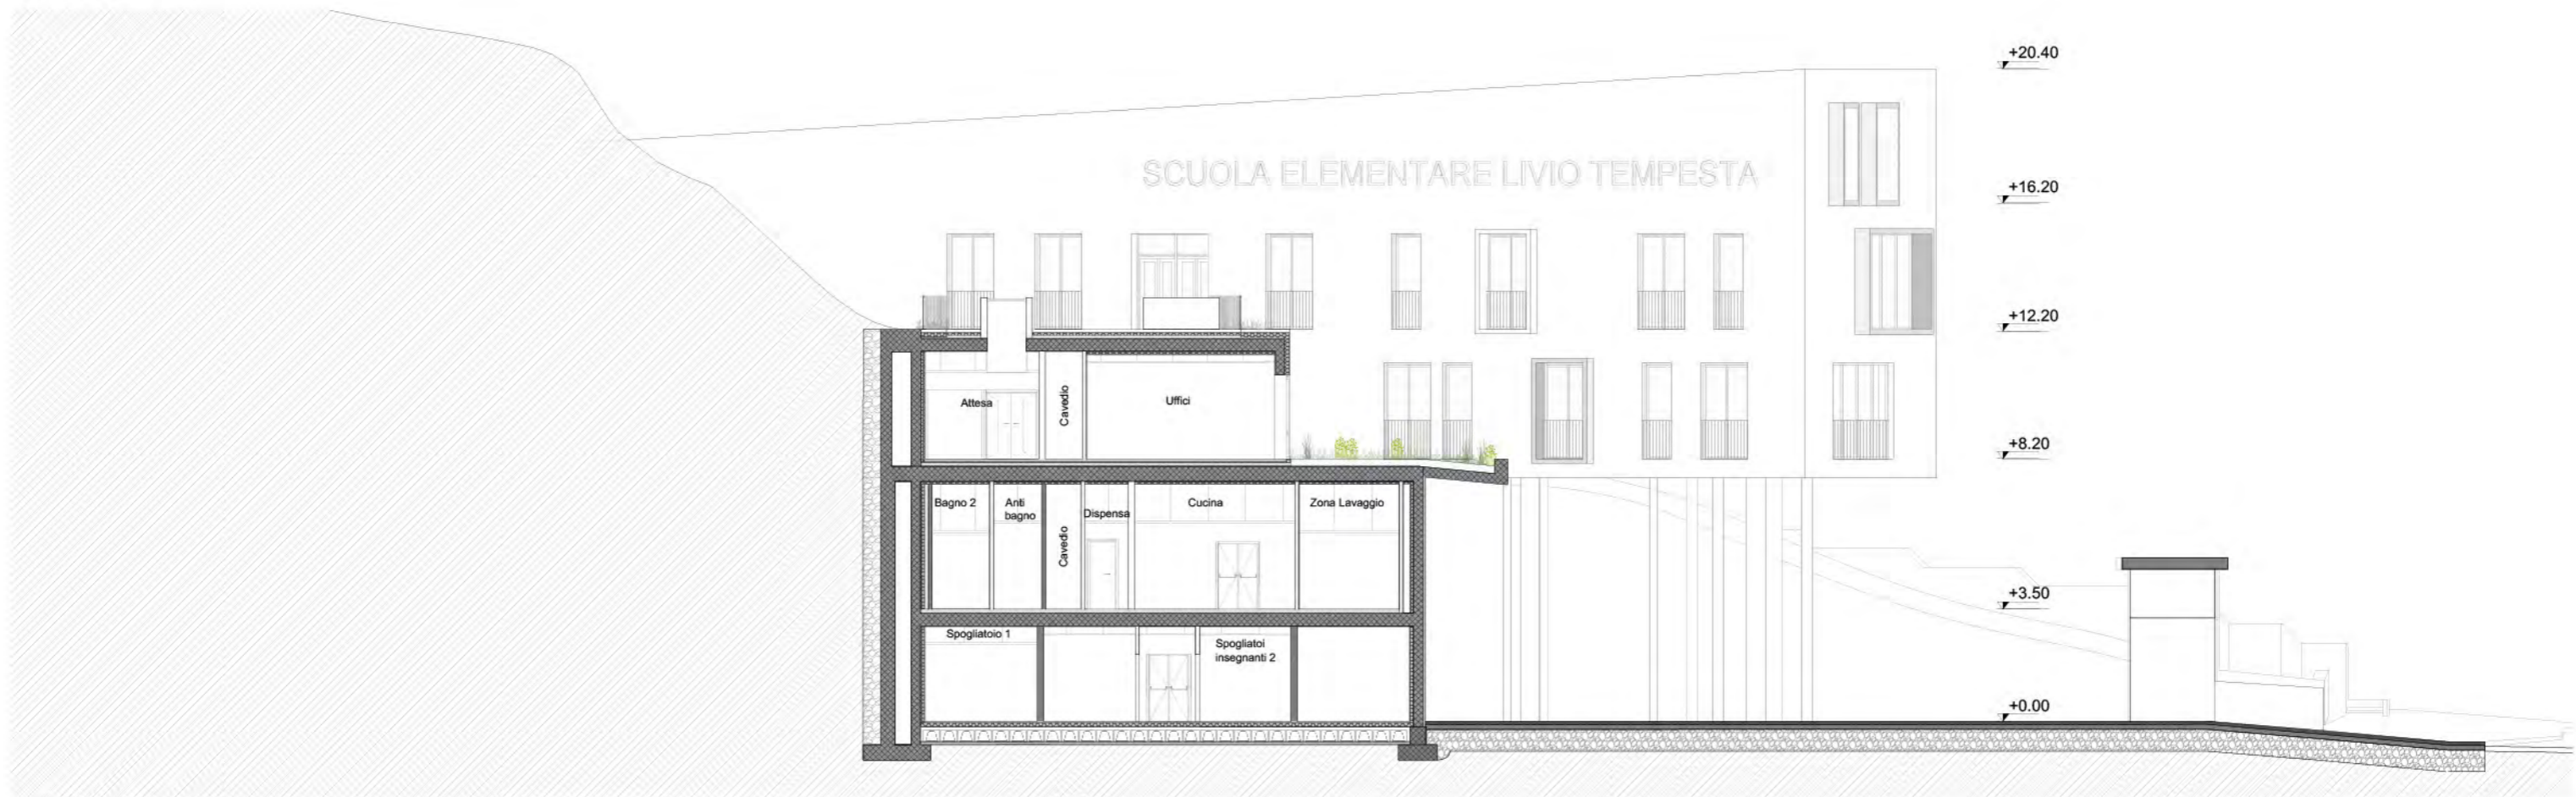 +20.40
SCUOLA ELEMENTARE LIVIO TEMPESTA
+16.20
+12.20
Attesa
Cavedio
Uffici
+8.20
Bagno 2
Anti
bagno
Cavedio
Dispensa
Cucina
Zona Lavaggio
+3.50
Spogliatoio 1
Spogliatoi
insegnanti 2
+0.00